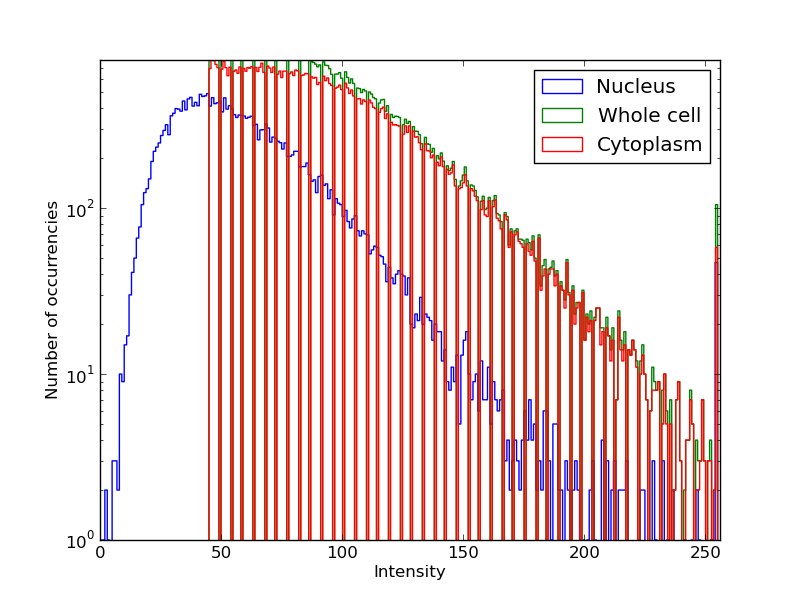 Nucleus
Whole cell
Cytoplasm
Number of occurrencies
10^2
10^1
10^0
0 50 100 150 200 250
Intensity